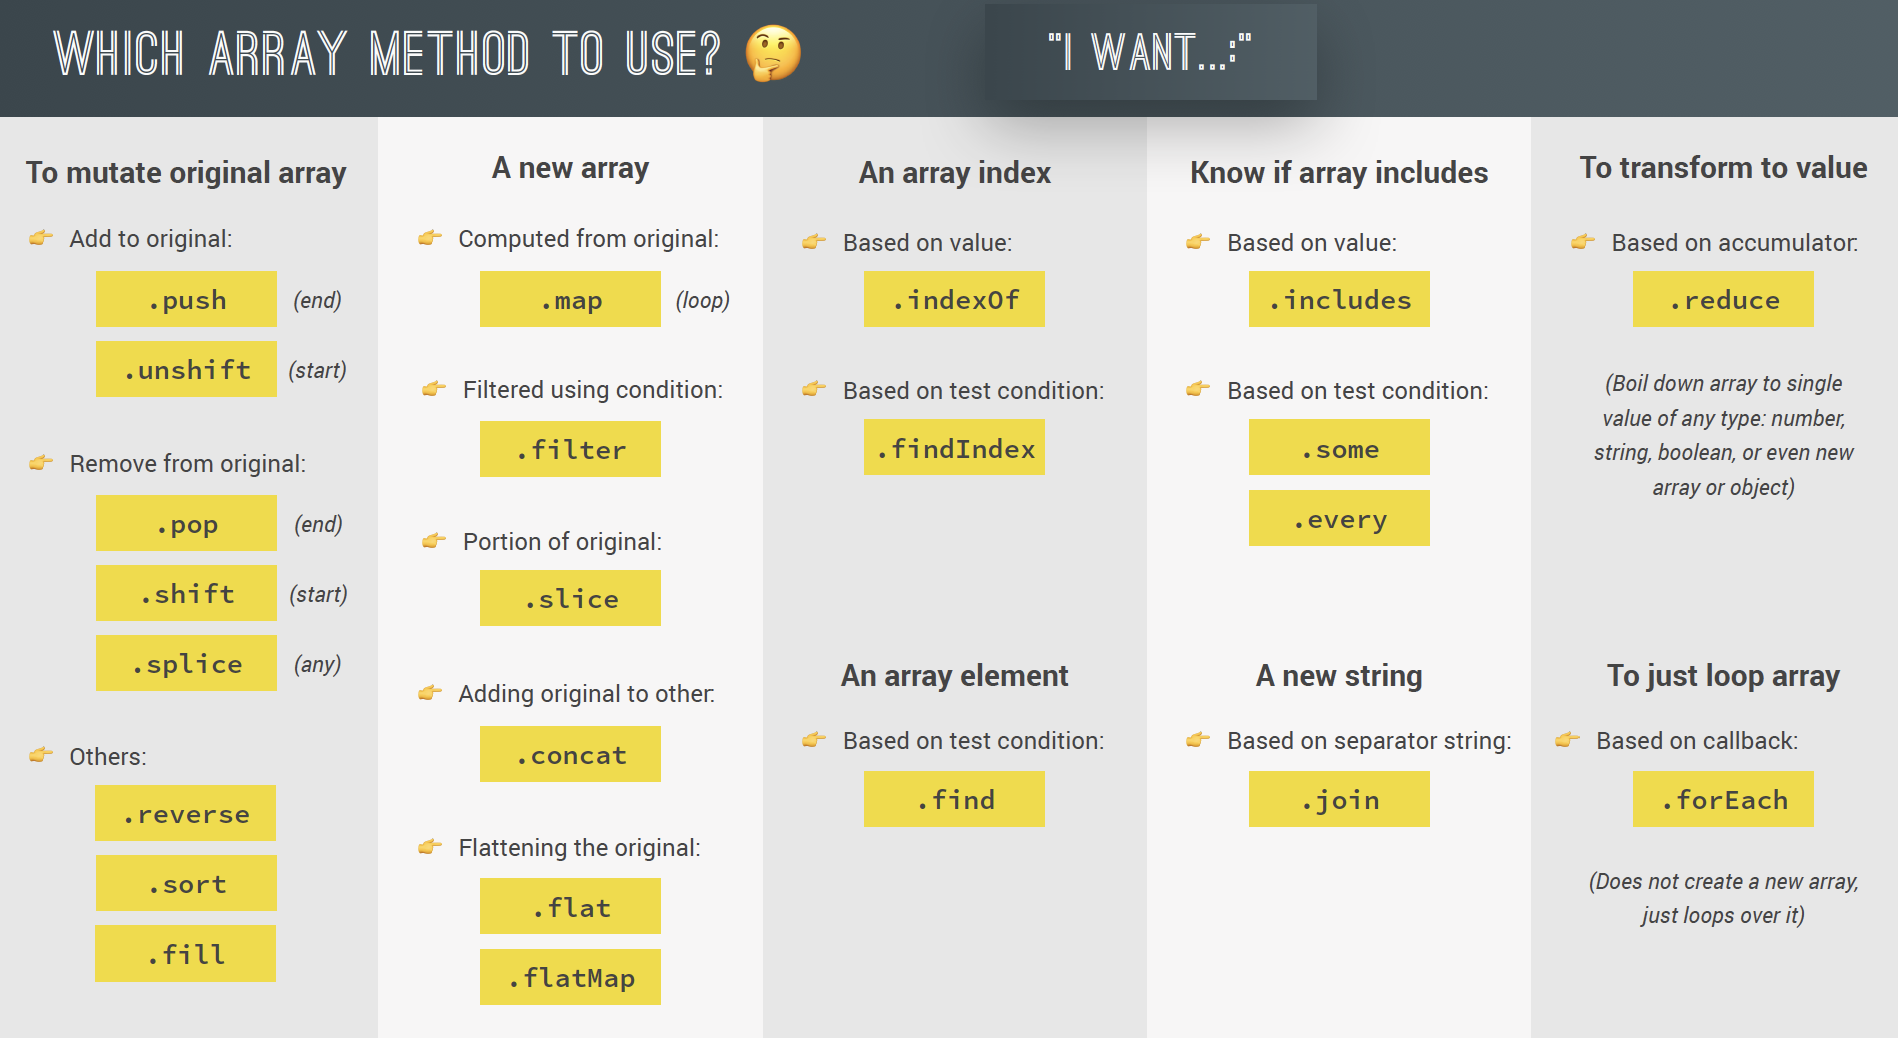 WHICH ARRAY METHOD TO USE? 🤔
"I WANT...:"
To mutate original array
👉 Add to original:
.push (end)
.unshift (start)
👉 Remove from original:
.pop (end)
.shift (start)
.splice (any)
👉 Others:
.reverse
.sort
.fill
A new array
👉 Computed from original:
.map (loop)
👉 Filtered using condition:
.filter
👉 Portion of original:
.slice
👉 Adding original to other:
.concat
👉 Flattening the original:
.flat
.flatMap
An array index
👉 Based on value:
.indexOf
👉 Based on test condition:
.findIndex
An array element
👉 Based on test condition:
.find
Know if array includes
👉 Based on value:
.includes
👉 Based on test condition:
.some
.every
A new string
👉 Based on separator string:
.join
To transform to value
👉 Based on accumulator:
.reduce
(Boil down array to single
value of any type: number,
string, boolean, or even new
array or object)
To just loop array
👉 Based on callback:
.forEach
(Does not create a new array,
just loops over it)